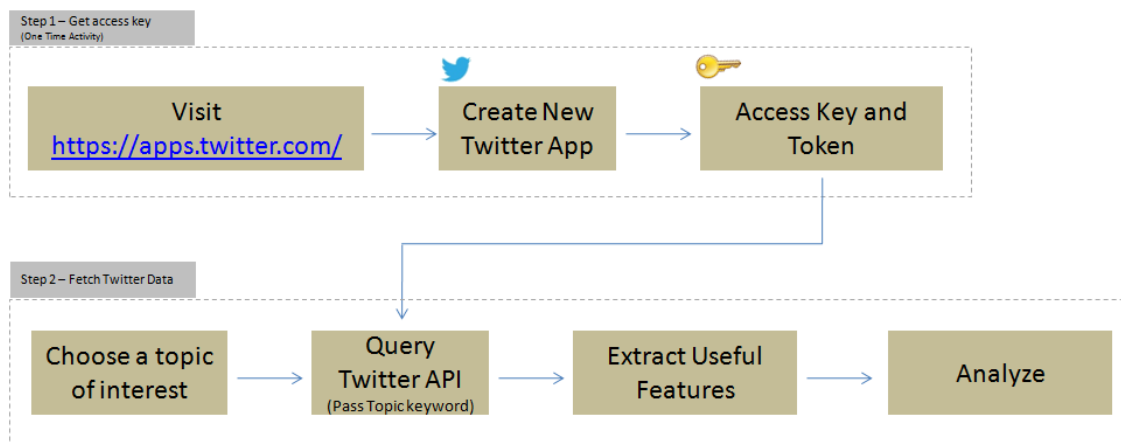 Step 1 – Get access key
(One Time Activity)
Visit
https://apps.twitter.com/
Create New
Twitter App
Access Key and
Token
Step 2 – Fetch Twitter Data
Choose a topic
of interest
Query
Twitter API
(Pass Topic keyword)
Extract Useful
Features
Analyze